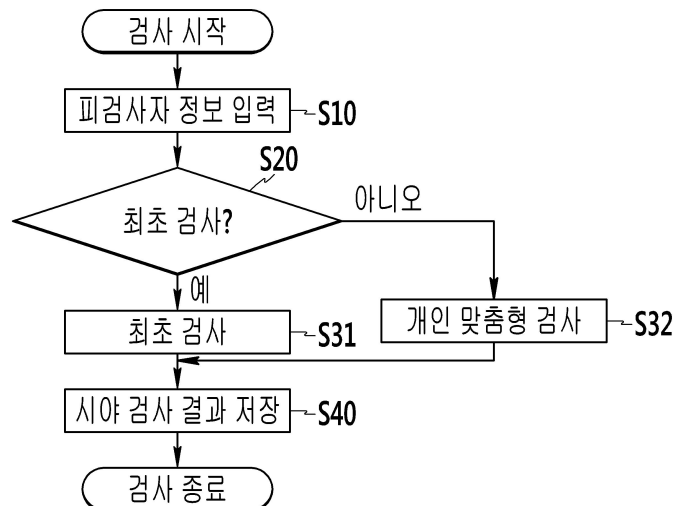 검사 시작
피검사자 정보 입력
S10
S20
최초 검사?
아니오
예
최초 검사
S31
개인 맞춤형 검사
S32
시야 검사 결과 저장
S40
검사 종료